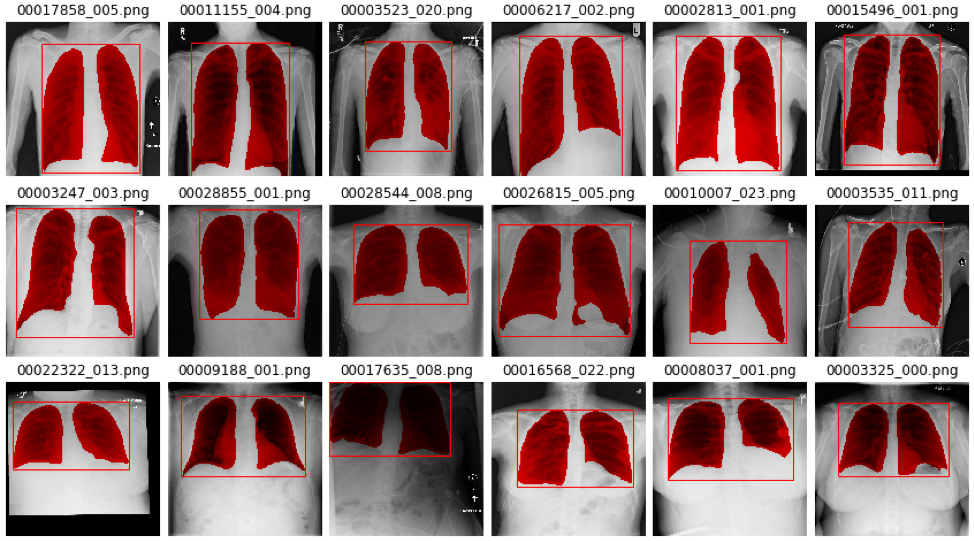 00017858_005.png 00011155_004.png 00003523_020.png 00006217_002.png 00002813_001.png 00015496_001.png
R
R
L
00003247_003.png 00028855_001.png 00028544_008.png 00026815_005.png 00010007_023.png 00003535_011.png
L
00022322_013.png 00009188_001.png 00017635_008.png 00016568_022.png 00008037_001.png 00003325_000.png